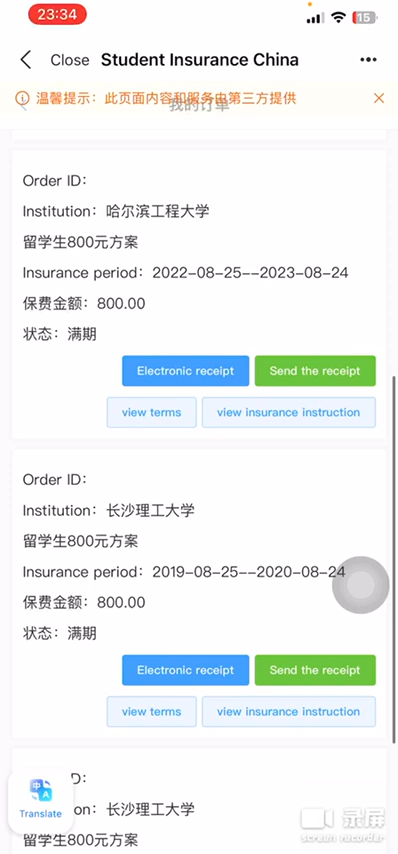 23:34
15
Close Student Insurance China
温馨提示：此页面内容和服务由第三方提供
我的订单
Order ID:
Institution：哈尔滨工程大学
留学生800元方案
Insurance period：2022-08-25--2023-08-24
保费金额：800.00
状态：满期
Electronic receipt Send the receipt
view terms view insurance instruction
Order ID:
Institution：长沙理工大学
留学生800元方案
Insurance period：2019-08-25--2020-08-24
保费金额：800.00
状态：满期
Electronic receipt Send the receipt
view terms view insurance instruction
D:
中 A
Translate
on：长沙理工大学
留学生800元方案
录屏
screen recorder